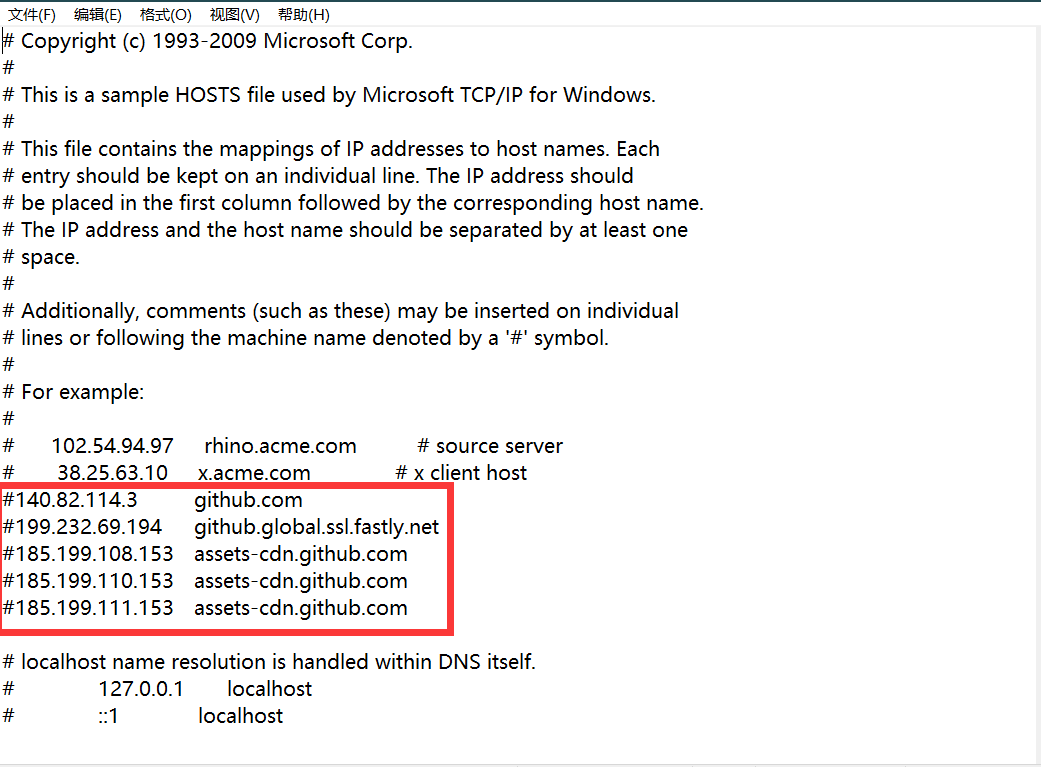 文件(F) 编辑(E) 格式(O) 视图(V) 帮助(H)
# Copyright (c) 1993-2009 Microsoft Corp.
#
# This is a sample HOSTS file used by Microsoft TCP/IP for Windows.
#
# This file contains the mappings of IP addresses to host names. Each
# entry should be kept on an individual line. The IP address should
# be placed in the first column followed by the corresponding host name.
# The IP address and the host name should be separated by at least one
# space.
#
# Additionally, comments (such as these) may be inserted on individual
# lines or following the machine name denoted by a '#' symbol.
#
# For example:
#
# 102.54.94.97 rhino.acme.com # source server
# 38.25.63.10 x.acme.com # x client host
#140.82.114.3 github.com
#199.232.69.194 github.global.ssl.fastly.net
#185.199.108.153 assets-cdn.github.com
#185.199.110.153 assets-cdn.github.com
#185.199.111.153 assets-cdn.github.com
# localhost name resolution is handled within DNS itself.
# 127.0.0.1 localhost
# ::1 localhost